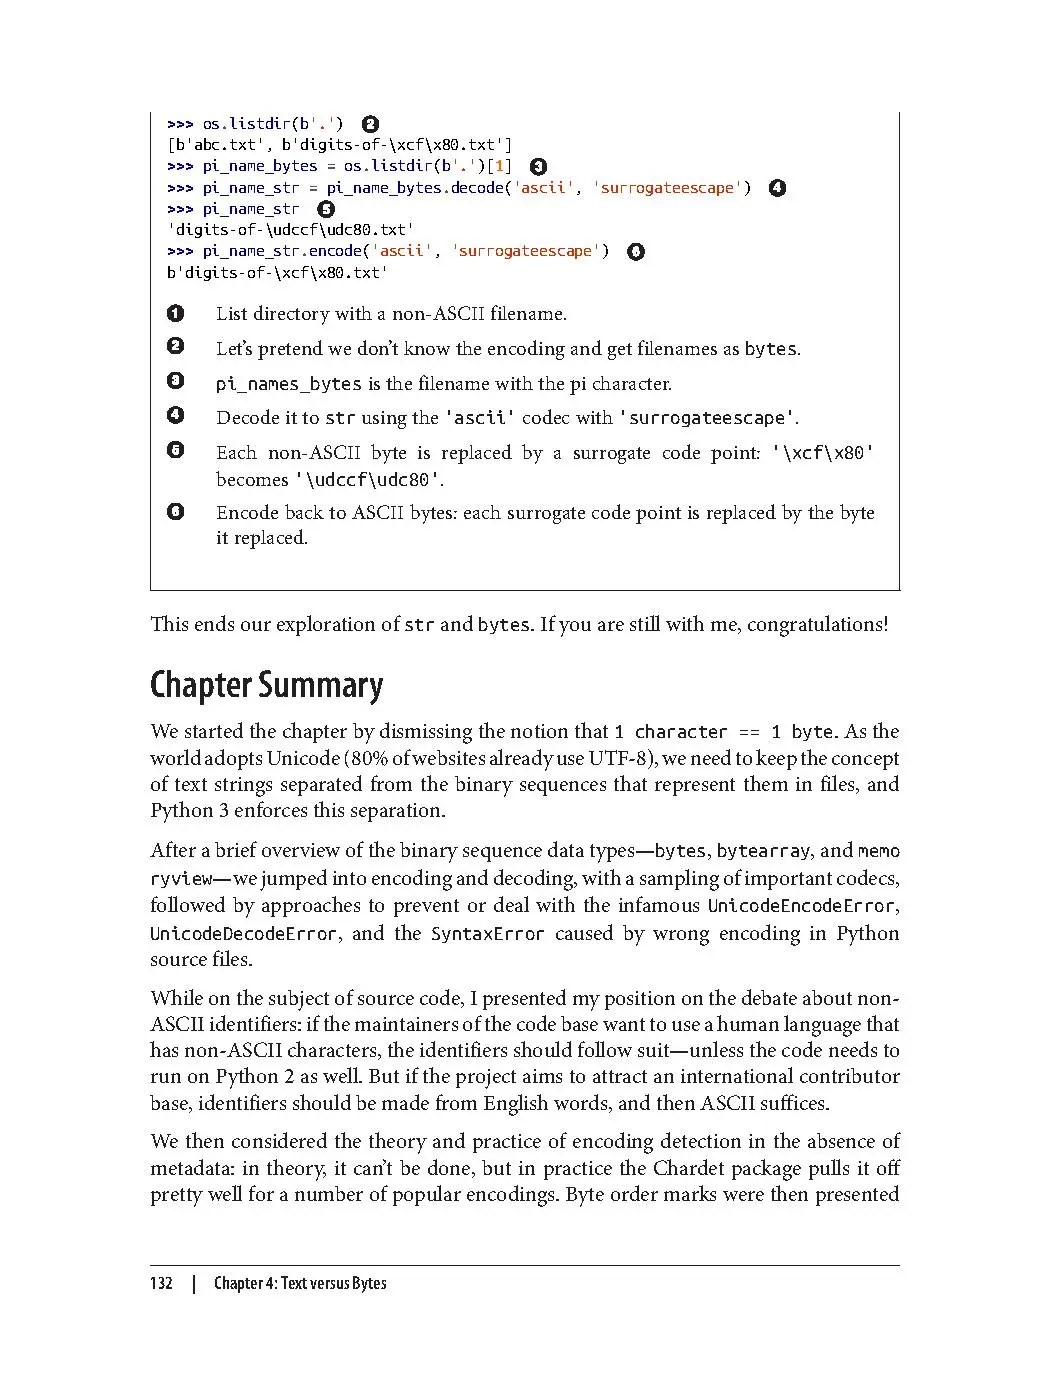 >>> os.listdir(b'.') ❷
[b'abc.txt', b'digits-of-\xcf\x80.txt']
>>> pi_name_bytes = os.listdir(b'.')[1] ❸
>>> pi_name_str = pi_name_bytes.decode('ascii', 'surrogateescape') ❹
>>> pi_name_str ❺
'digits-of-\udccf\udc80.txt'
>>> pi_name_str.encode('ascii', 'surrogateescape') ❻
b'digits-of-\xcf\x80.txt'
❶ List directory with a non-ASCII filename.
❷ Let’s pretend we don’t know the encoding and get filenames as bytes.
❸ pi_names_bytes is the filename with the pi character.
❹ Decode it to str using the 'ascii' codec with 'surrogateescape'.
❺ Each non-ASCII byte is replaced by a surrogate code point: '\xcf\x80'
becomes '\udccf\udc80'.
❻ Encode back to ASCII bytes: each surrogate code point is replaced by the byte
it replaced.
This ends our exploration of str and bytes. If you are still with me, congratulations!
Chapter Summary
We started the chapter by dismissing the notion that 1 character == 1 byte. As the
world adopts Unicode (80% of websites already use UTF-8), we need to keep the concept
of text strings separated from the binary sequences that represent them in files, and
Python 3 enforces this separation.
After a brief overview of the binary sequence data types—bytes, bytearray, and memo
ryview—we jumped into encoding and decoding, with a sampling of important codecs,
followed by approaches to prevent or deal with the infamous UnicodeEncodeError,
UnicodeDecodeError, and the SyntaxError caused by wrong encoding in Python
source files.
While on the subject of source code, I presented my position on the debate about non-
ASCII identifiers: if the maintainers of the code base want to use a human language that
has non-ASCII characters, the identifiers should follow suit—unless the code needs to
run on Python 2 as well. But if the project aims to attract an international contributor
base, identifiers should be made from English words, and then ASCII suffices.
We then considered the theory and practice of encoding detection in the absence of
metadata: in theory, it can’t be done, but in practice the Chardet package pulls it off
pretty well for a number of popular encodings. Byte order marks were then presented
132 | Chapter 4: Text versus Bytes